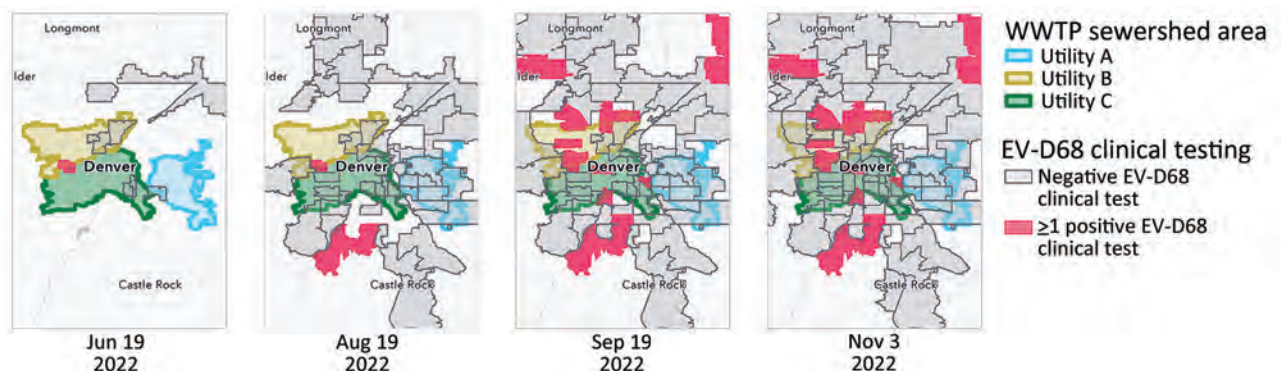 Longmont
lder
Denver
Castle Rock
Jun 19
2022
Longmont
lder
Denver
Castle Rock
Aug 19
2022
Longmont
lder
Denver
Castle Rock
Sep 19
2022
Longmont
lder
Denver
Castle Rock
Nov 3
2022
WWTP sewershed area
Utility A
Utility B
Utility C
EV-D68 clinical testing
Negative EV-D68
clinical test
≥1 positive EV-D68
clinical test